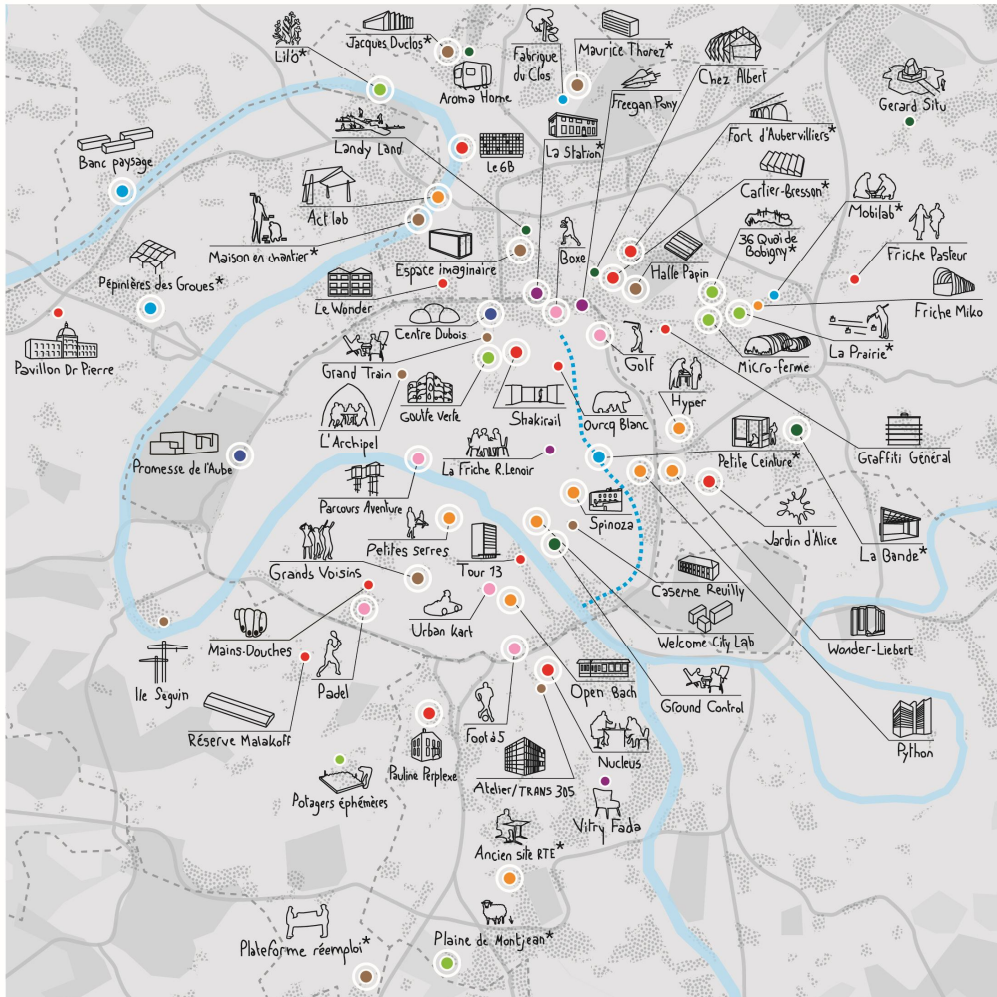 Lil'ô*
Jacques Duclos*
Aroma Home
Fabrique
du Clos
Maurice Thorez*
Freegan Pony
Chez Albert
Gerard Situ
Landy Land
Le 6B
La Station*
Fort d'Aubervilliers*
Cartier-Bresson*
Banc paysage
Act lab
Maison en chantier*
Espace imaginaire
Boxe
Halle Papin
36 Quai de
Bobigny*
Mobilab*
Friche Pasteur
Pépinières des Groues*
Le Wonder
Friche Miko
Pavillon Dr Pierre
Centre Dubois
Grand Train
Golf
Micro-ferme
La Prairie*
L'Archipel
Goutte Verte
Shakirail
Ourcq Blanc
Hyper
Promesse de l'Aube
La Friche R.Lenoir
Petite Ceinture*
Graffiti Général
Parcours Aventure
Petites serres
Spinoza
Jardin d'Alice
La Bande*
Grands Voisins
Tour 13
Caserne Reuilly
Mains-Douches
Urban Kart
Welcome City Lab
Wonder-Liebert
Ile Séguin
Padel
Open Bach
Ground Control
Réserve Malakoff
Foot à 5
Python
Pauline Perplexe
Nucleus
Potagers éphémères
Atelier/TRANS 305
Vitry Fada
Ancien site RTE*
Plateforme réemploi*
Plaine de Montjean*